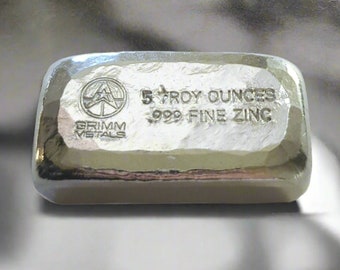 5 TROY OUNCES
.999 FINE ZINC
GRIMM
METALS